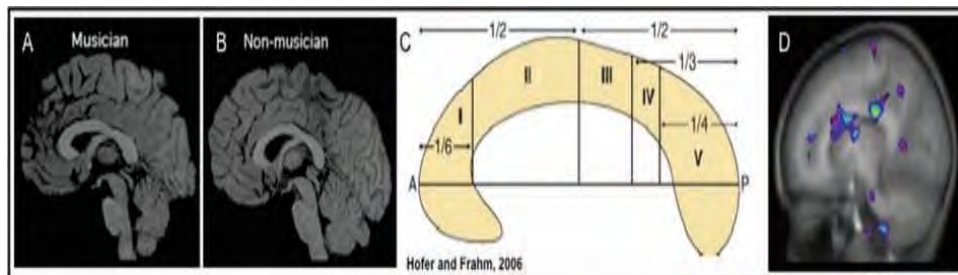 A Musician
B Non-musician
C
1/2 1/2
1/3
II
III
IV
I
1/4
1/6
V
A P
Hofer and Frahm, 2006
D